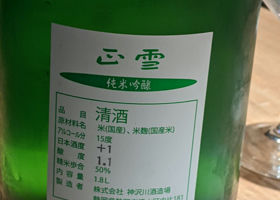 正雪
純米吟醸
品目 清酒
原材料名 米(国産)、米麹(国産米)
アルコール分 15度
日本酒度 +1
酸度 1.1
精米歩合 50%
内容量 1.8L
製造者 株式会社 神沢川酒造場